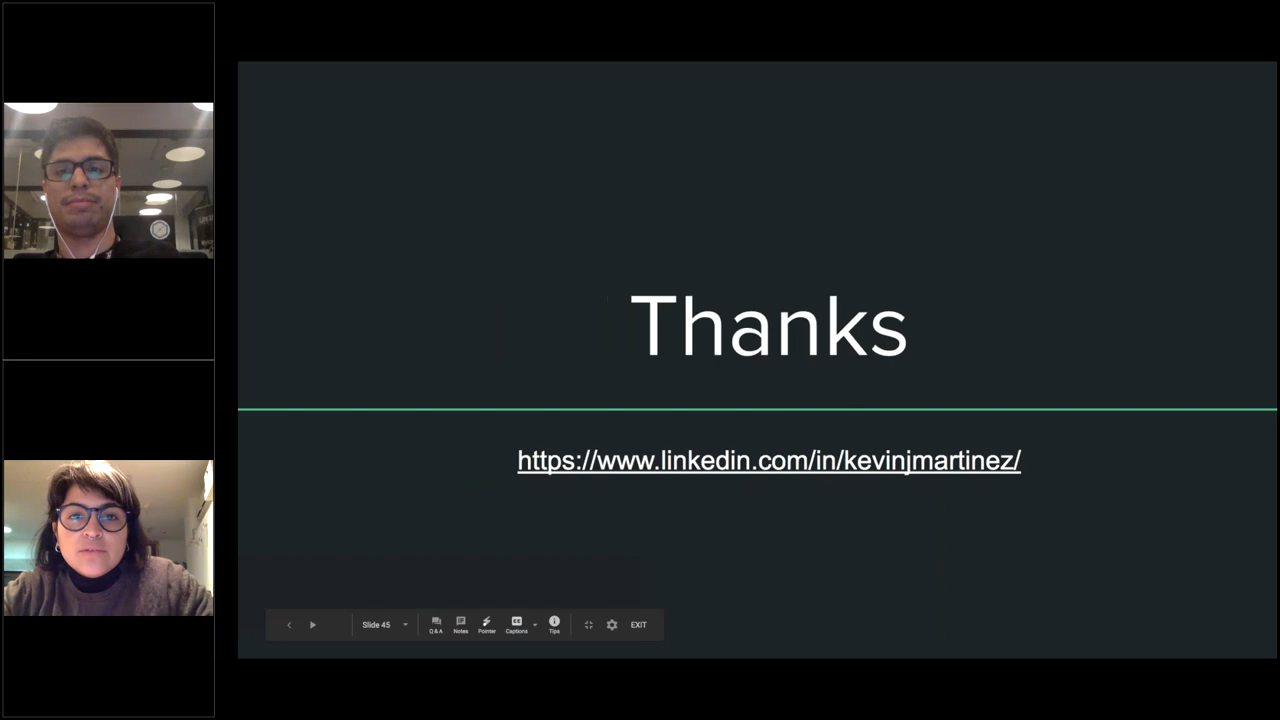 Thanks
https://www.linkedin.com/in/kevinjmartinez/
Slide 45
Q & A
Notes
Pointer
Captions
Tips
EXIT